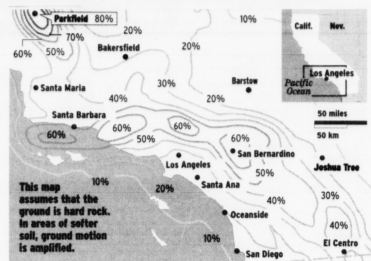 Parkfield 80%
20%
10%
Calif.
Nev.
70%
60%
50%
20%
Bakersfield
30%
Barstow
Los Angeles
Pacific
Ocean
Santa Maria
40%
20%
50 miles
50 km
Santa Barbara
60%
60%
60%
50%
60%
San Bernardino
Joshua Tree
Los Angeles
50%
This map
assumes that the
ground is hard rock.
In areas of softer
soil, ground motion
is amplified.
10%
20%
Santa Ana
40%
30%
Oceanside
40%
10%
El Centro
San Diego
10%